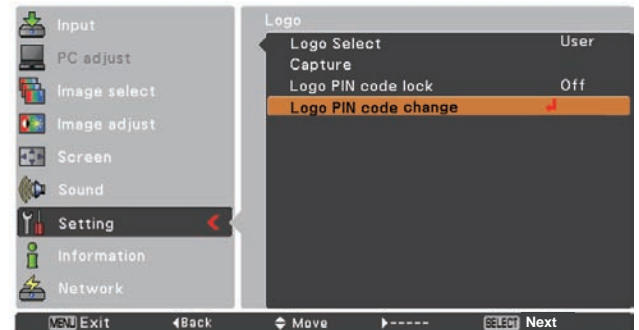 Input
PC adjust
Image select
Image adjust
Screen
Sound
Setting
Information
Network
Logo
Logo Select User
Capture
Logo PIN code lock Off
Logo PIN code change
MENU Exit Back Move ----- SELECT Next